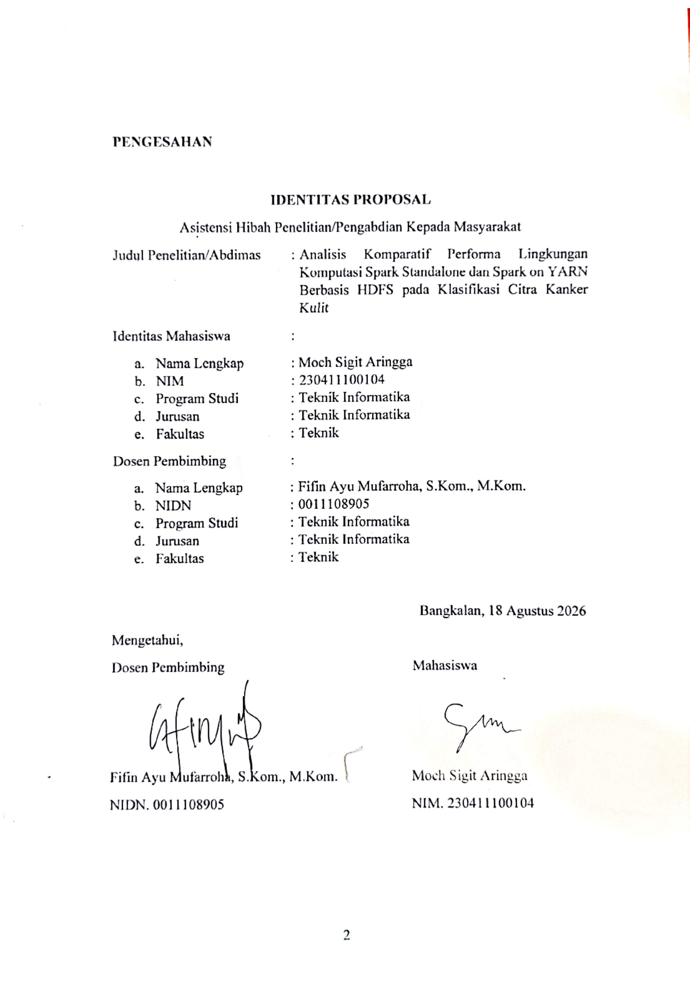 PENGESAHAN
IDENTITAS PROPOSAL
Asistensi Hibah Penelitian/Pengabdian Kepada Masyarakat
Judul Penelitian/Abdimas : Analisis Komparatif Performa Lingkungan
Komputasi Spark Standalone dan Spark on YARN
Berbasis HDFS pada Klasifikasi Citra Kanker
Kulit
Identitas Mahasiswa :
a. Nama Lengkap : Moch Sigit Aringga
b. NIM : 230411100104
c. Program Studi : Teknik Informatika
d. Jurusan : Teknik Informatika
e. Fakultas : Teknik
Dosen Pembimbing :
a. Nama Lengkap : Fifin Ayu Mufarroha, S.Kom., M.Kom.
b. NIDN : 0011108905
c. Program Studi : Teknik Informatika
d. Jurusan : Teknik Informatika
e. Fakultas : Teknik
Bangkalan, 18 Agustus 2026
Mengetahui,
Dosen Pembimbing
Mahasiswa
Fifin Ayu Mufarroha, S.Kom., M.Kom.
Moch Sigit Aringga
NIDN. 0011108905
NIM. 230411100104
2